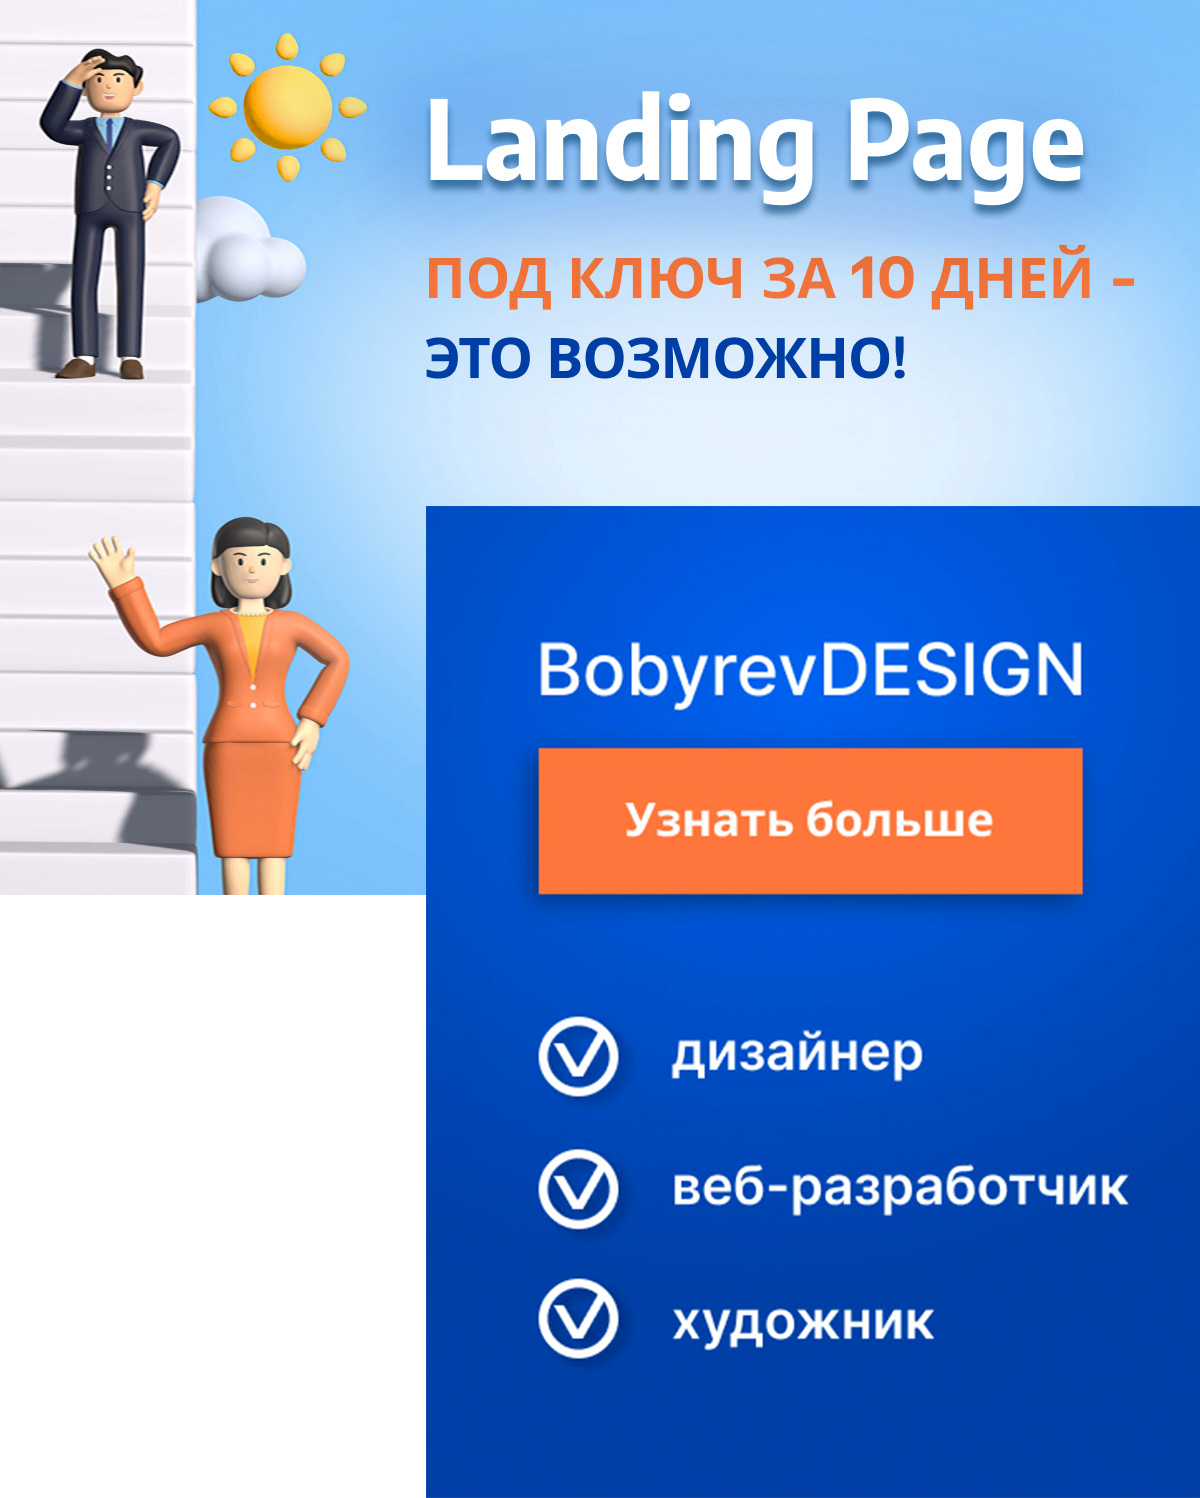 Landing Page
ПОД КЛЮЧ ЗА 10 ДНЕЙ -
ЭТО ВОЗМОЖНО!
BobyrevDESIGN
Узнать больше
дизайнер
веб-разработчик
художник